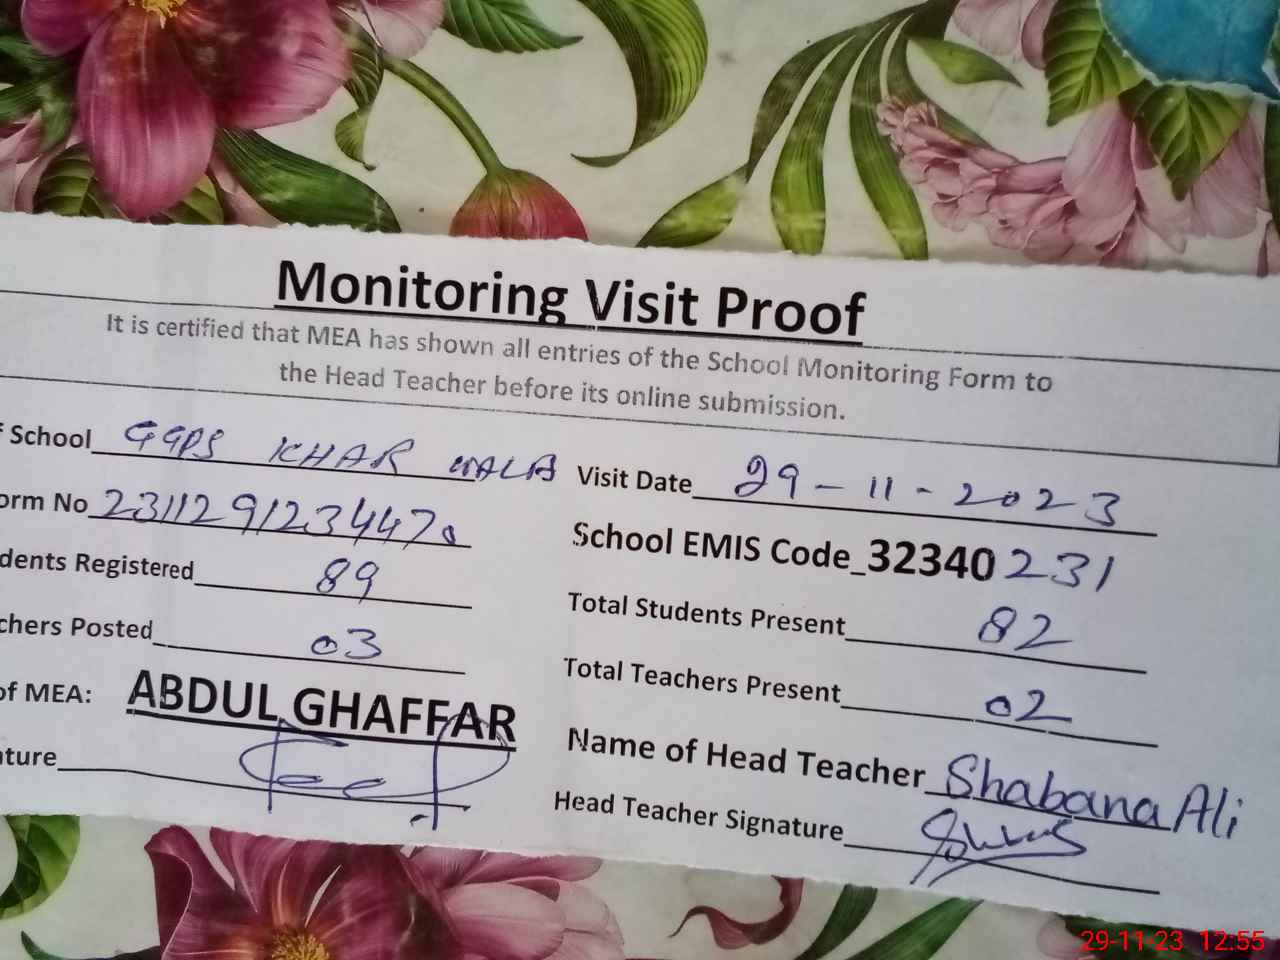 Monitoring Visit Proof
It is certified that MEA has shown all entries of the School Monitoring Form to
the Head Teacher before its online submission.
f School GGPS KHAR WALA
Visit Date 29-11-2023
orm No 2311291234470
School EMIS Code_32340231
dents Registered 89
Total Students Present 82
chers Posted 03
Total Teachers Present 02
of MEA: ABDUL GHAFFAR
Name of Head Teacher Shabana Ali
ature
Head Teacher Signature
29-11-23 12:55